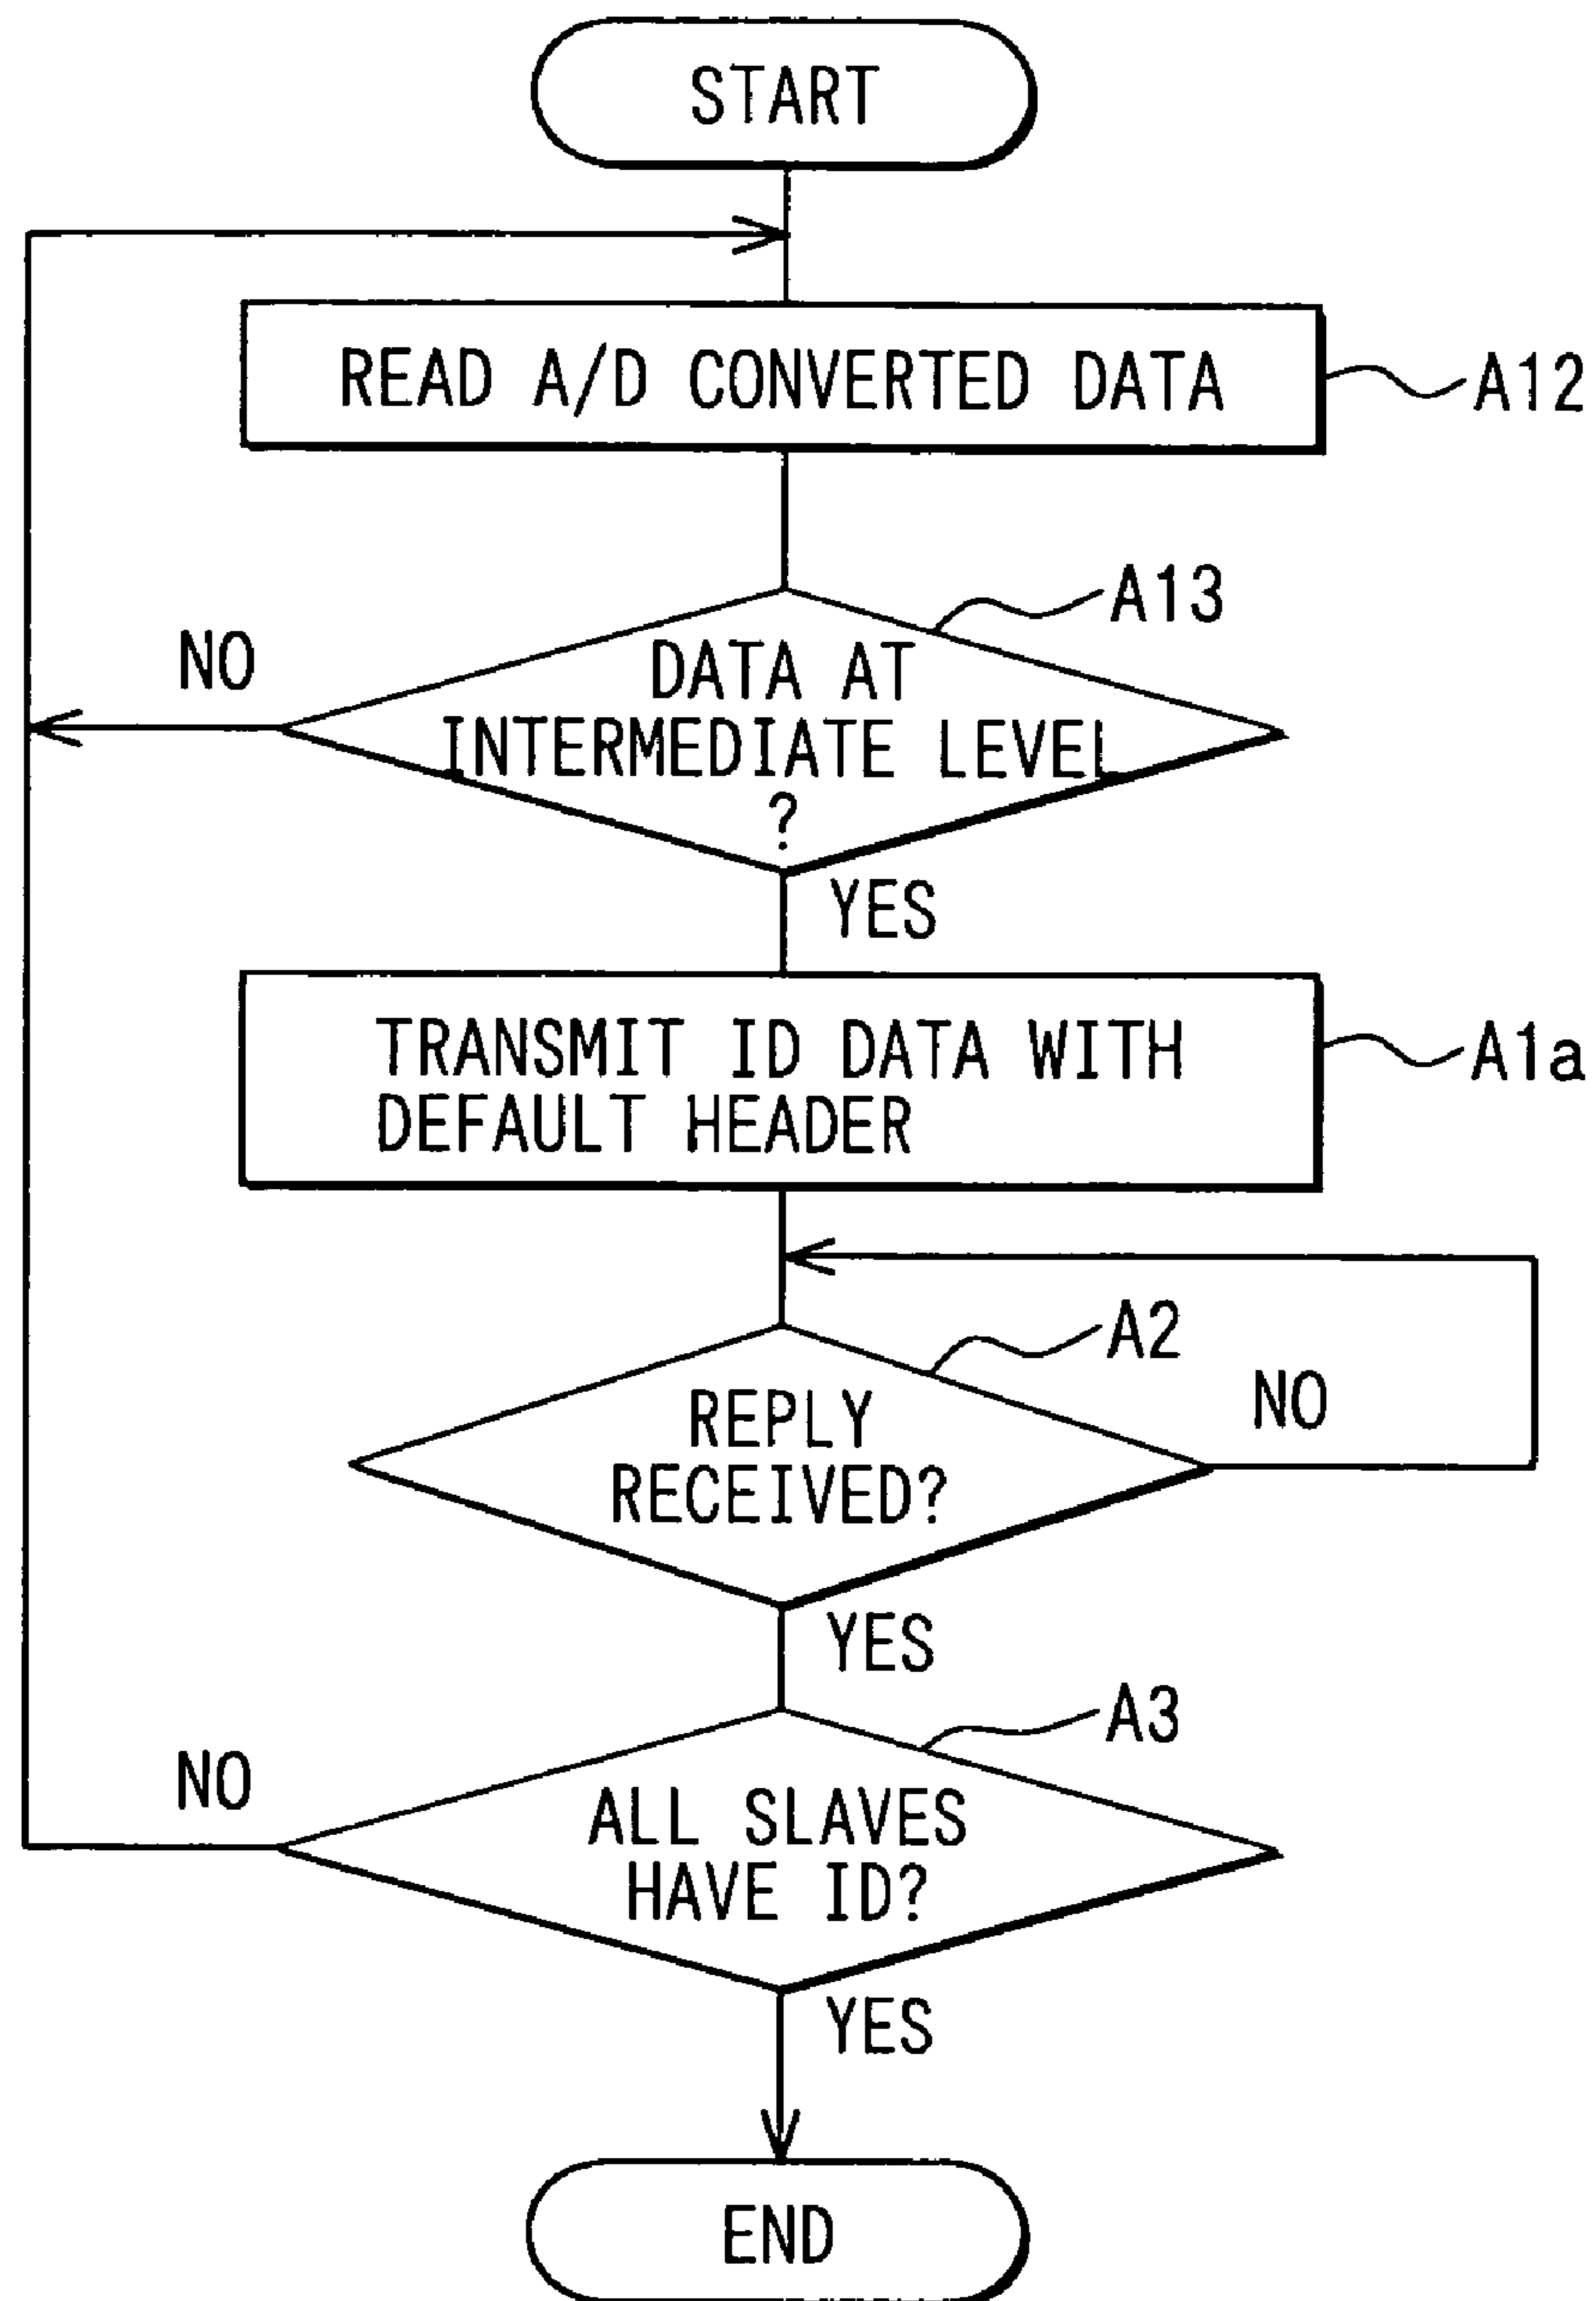 START
READ A/D CONVERTED DATA
A12
A13
NO
DATA AT
INTERMEDIATE LEVEL
?
YES
TRANSMIT ID DATA WITH
DEFAULT HEADER
A1a
A2
REPLY
RECEIVED?
NO
YES
A3
NO
ALL SLAVES
HAVE ID?
YES
END